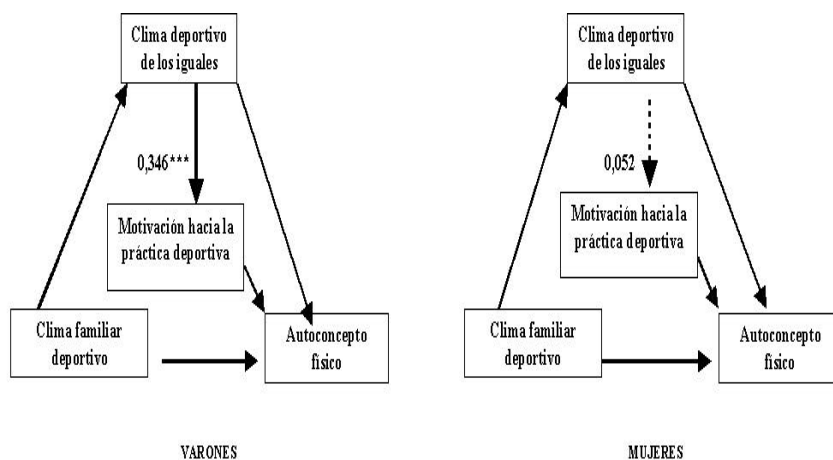 Clima deportivo
de los iguales
0,346***
Motivación hacia la
práctica deportiva
Clima familiar
deportivo
Autoconcepto
físico
VARONES
Clima deportivo
de los iguales
0,052
Motivación hacia la
práctica deportiva
Clima familiar
deportivo
Autoconcepto
físico
MUJERES